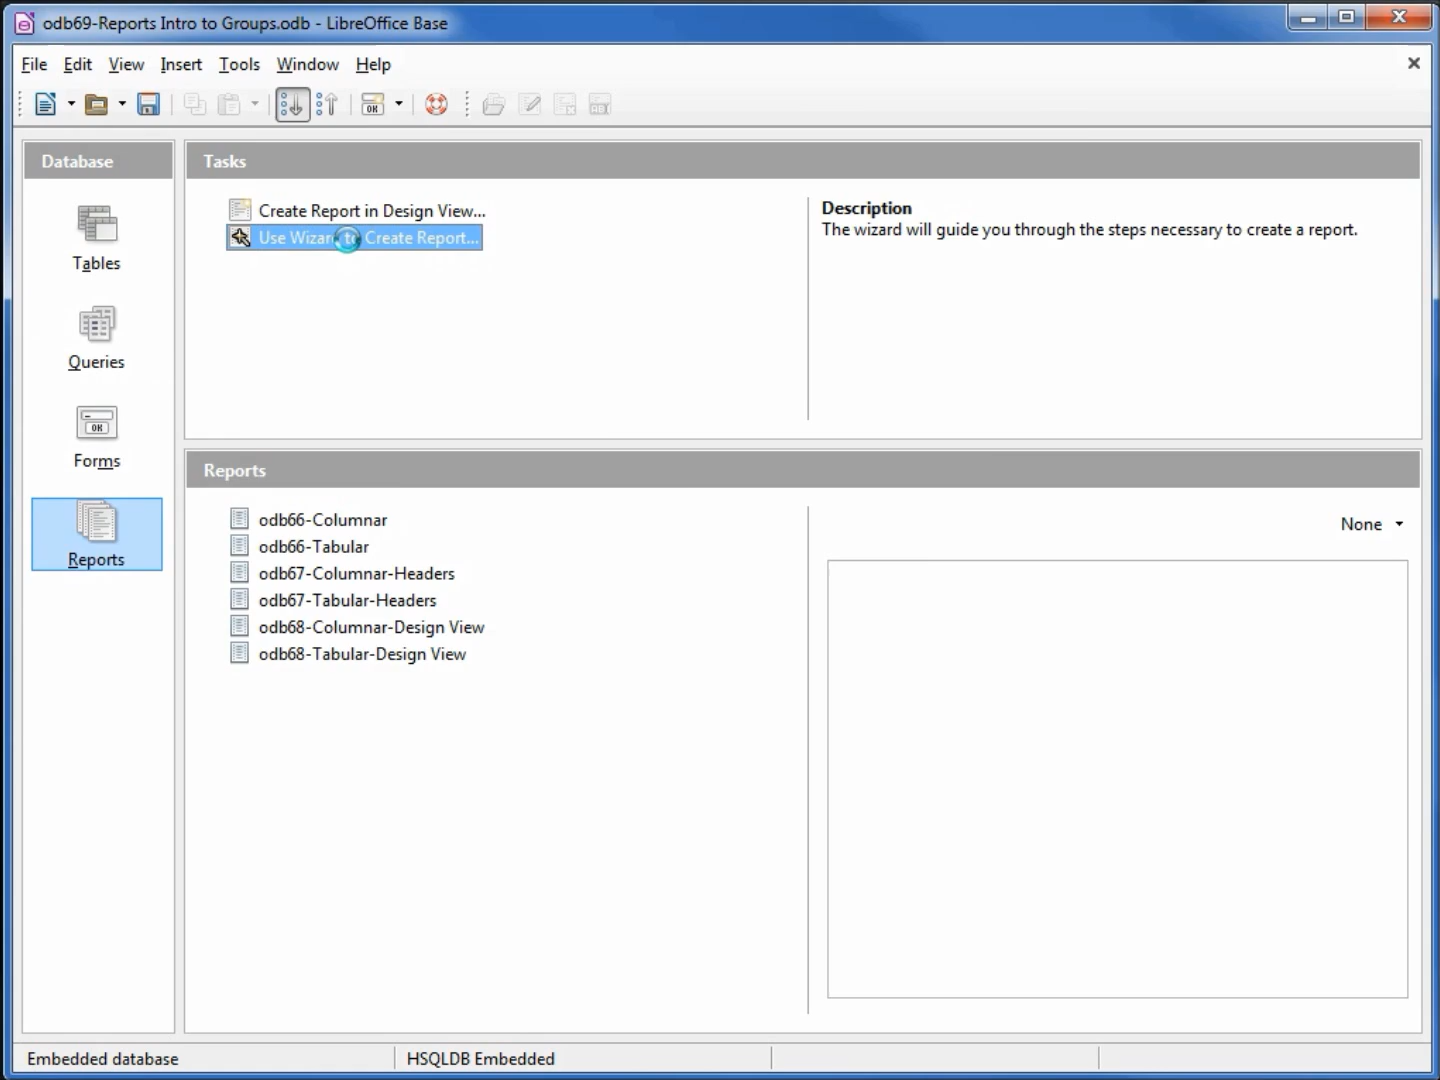 odb69-Reports Intro to Groups.odb - LibreOffice Base
File Edit View Insert Tools Window Help
Database
Tasks
Create Report in Design View...
Use Wizard to Create Report...
Description
The wizard will guide you through the steps necessary to create a report.
Tables
Queries
Forms
Reports
Reports
odb66-Columnar
odb66-Tabular
odb67-Columnar-Headers
odb67-Tabular-Headers
odb68-Columnar-Design View
odb68-Tabular-Design View
None
Embedded database
HSQLDB Embedded